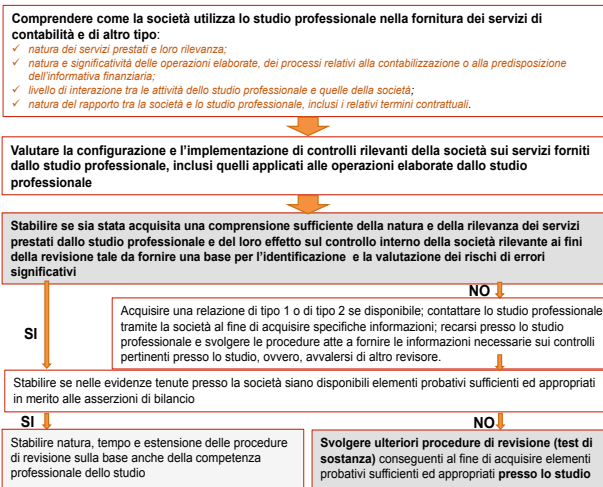 Comprendere come la società utilizza lo studio professionale nella fornitura dei servizi di
contabilità e di altro tipo:
✓ natura dei servizi prestati e loro rilevanza;
✓ natura e significatività delle operazioni elaborate, dei processi relativi alla contabilizzazione o alla predisposizione
dell'informativa finanziaria;
✓ livello di interazione tra le attività dello studio professionale e quelle della società;
✓ natura del rapporto tra la società e lo studio professionale, inclusi i relativi termini contrattuali.
Valutare la configurazione e l'implementazione di controlli rilevanti della società sui servizi forniti
dallo studio professionale, inclusi quelli applicati alle operazioni elaborate dallo studio
professionale
Stabilire se sia stata acquisita una comprensione sufficiente della natura e della rilevanza dei servizi
prestati dallo studio professionale e del loro effetto sul controllo interno della società rilevante ai fini
della revisione tale da fornire una base per l'identificazione e la valutazione dei rischi di errori
significativi
NO
Acquisire una relazione di tipo 1 o di tipo 2 se disponibile; contattare lo studio professionale
tramite la società al fine di acquisire specifiche informazioni; recarsi presso lo studio
professionale e svolgere le procedure atte a fornire le informazioni necessarie sui controlli
pertinenti presso lo studio, ovvero, avvalersi di altro revisore.
SI
Stabilire se nelle evidenze tenute presso la società siano disponibili elementi probativi sufficienti ed appropriati
in merito alle asserzioni di bilancio
SI
NO
Stabilire natura, tempo e estensione delle procedure
di revisione sulla base anche della competenza
professionale dello studio
Svolgere ulteriori procedure di revisione (test di
sostanza) conseguenti al fine di acquisire elementi
probativi sufficienti ed appropriati presso lo studio